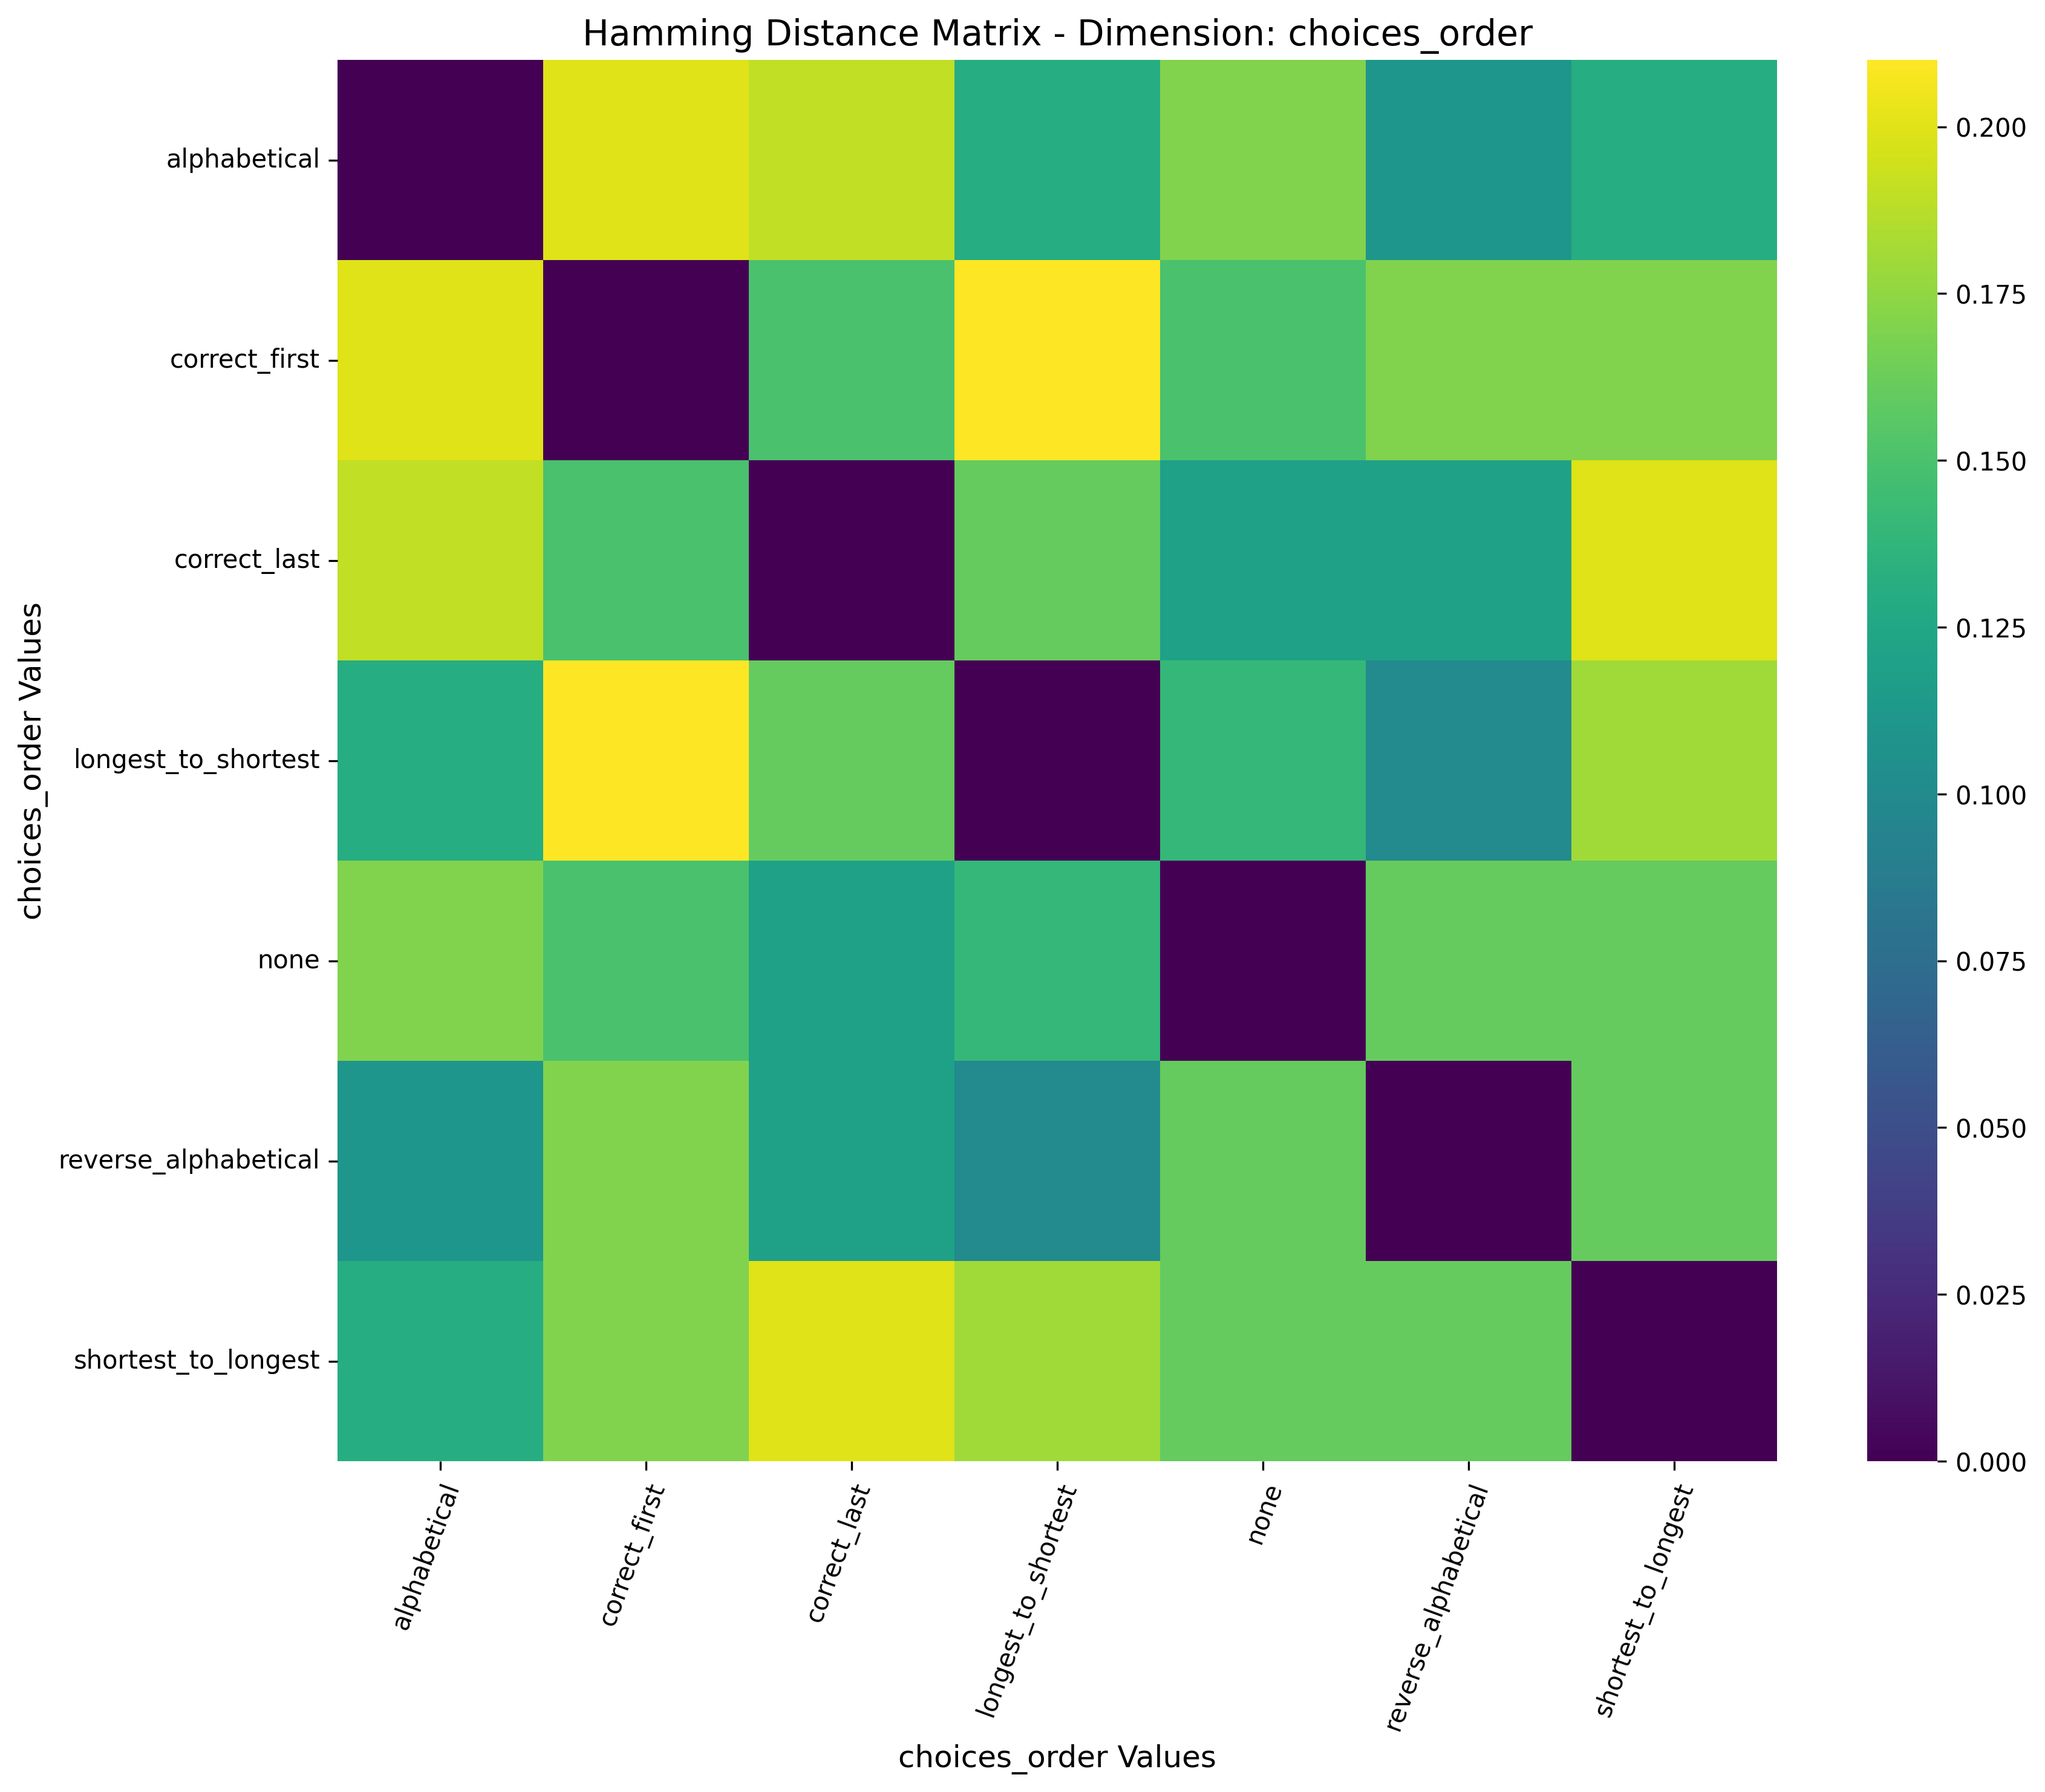 Hamming Distance Matrix - Dimension: choices_order
choices_order Values
alphabetical
correct_first
correct_last
longest_to_shortest
none
reverse_alphabetical
shortest_to_longest
alphabetical
correct_first
correct_last
longest_to_shortest
none
reverse_alphabetical
shortest_to_longest
choices_order Values
0.200
0.175
0.150
0.125
0.100
0.075
0.050
0.025
0.000